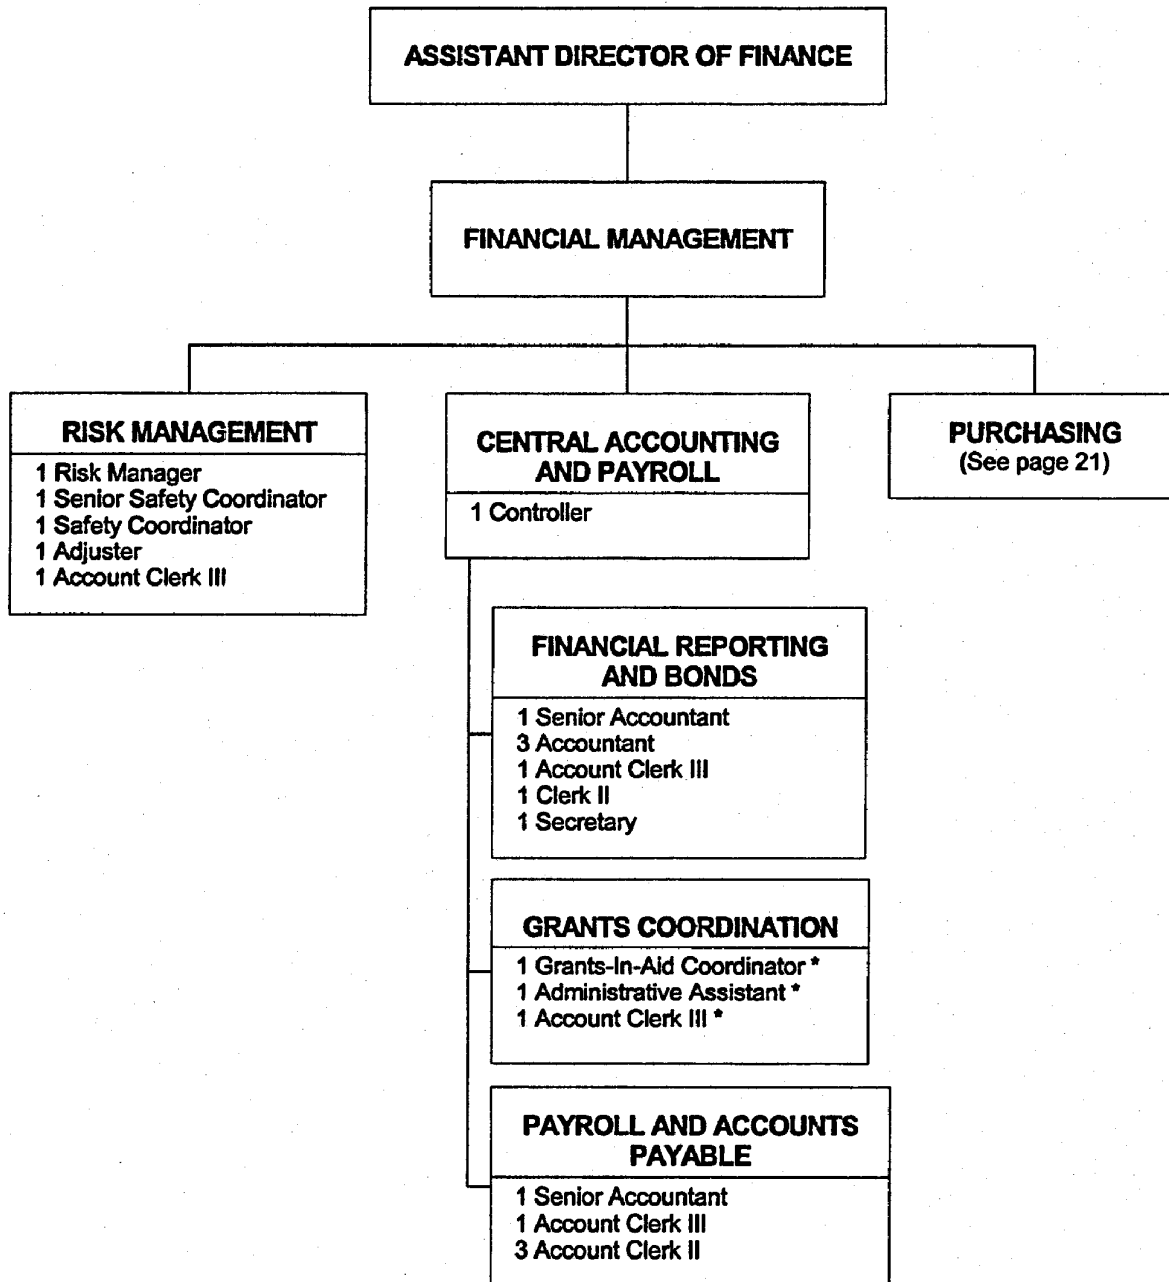 ASSISTANT DIRECTOR OF FINANCE
FINANCIAL MANAGEMENT
RISK MANAGEMENT
1 Risk Manager
1 Senior Safety Coordinator
1 Safety Coordinator
1 Adjuster
1 Account Clerk III
CENTRAL ACCOUNTING
AND PAYROLL
1 Controller
PURCHASING
(See page 21)
FINANCIAL REPORTING
AND BONDS
1 Senior Accountant
3 Accountant
1 Account Clerk III
1 Clerk II
1 Secretary
GRANTS COORDINATION
1 Grants-In-Aid Coordinator *
1 Administrative Assistant *
1 Account Clerk III *
PAYROLL AND ACCOUNTS
PAYABLE
1 Senior Accountant
1 Account Clerk III
3 Account Clerk II